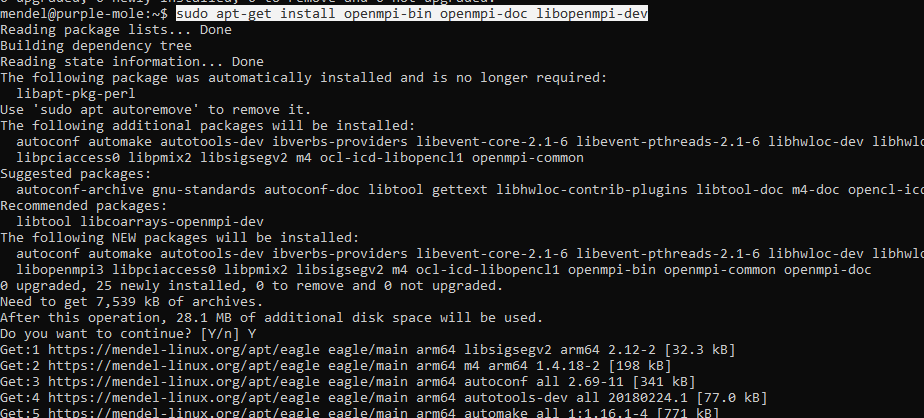 0 upgraded, 0 newly installed, 0 to remove and 0 not upgraded.
mendel@purple-mole:~$ sudo apt-get install openmpi-bin openmpi-doc libopenmpi-dev
Reading package lists... Done
Building dependency tree
Reading state information... Done
The following package was automatically installed and is no longer required:
  libapt-pkg-perl
Use 'sudo apt autoremove' to remove it.
The following additional packages will be installed:
  autoconf automake autotools-dev ibverbs-providers libevent-core-2.1-6 libevent-pthreads-2.1-6 libhwloc-dev libhw
  libpciaccess0 libpmix2 libsigsegv2 m4 ocl-icd-libopencl1 openmpi-common
Suggested packages:
  autoconf-archive gnu-standards autoconf-doc libtool gettext libhwloc-contrib-plugins libtool-doc m4-doc opencl-ic
Recommended packages:
  libtool libcoarrays-openmpi-dev
The following NEW packages will be installed:
  autoconf automake autotools-dev ibverbs-providers libevent-core-2.1-6 libevent-pthreads-2.1-6 libhwloc-dev libhw
  libopenmpi3 libpciaccess0 libpmix2 libsigsegv2 m4 ocl-icd-libopencl1 openmpi-bin openmpi-common openmpi-doc
0 upgraded, 25 newly installed, 0 to remove and 0 not upgraded.
Need to get 7,539 kB of archives.
After this operation, 28.1 MB of additional disk space will be used.
Do you want to continue? [Y/n] Y
Get:1 https://mendel-linux.org/apt/eagle eagle/main arm64 libsigsegv2 arm64 2.12-2 [32.3 kB]
Get:2 https://mendel-linux.org/apt/eagle eagle/main arm64 m4 arm64 1.4.18-2 [198 kB]
Get:3 https://mendel-linux.org/apt/eagle eagle/main arm64 autoconf all 2.69-11 [341 kB]
Get:4 https://mendel-linux.org/apt/eagle eagle/main arm64 autotools-dev all 20180224.1 [77.0 kB]
Get:5 https://mendel-linux.org/apt/eagle eagle/main arm64 automake all 1:1.16.1-4 [771 kB]